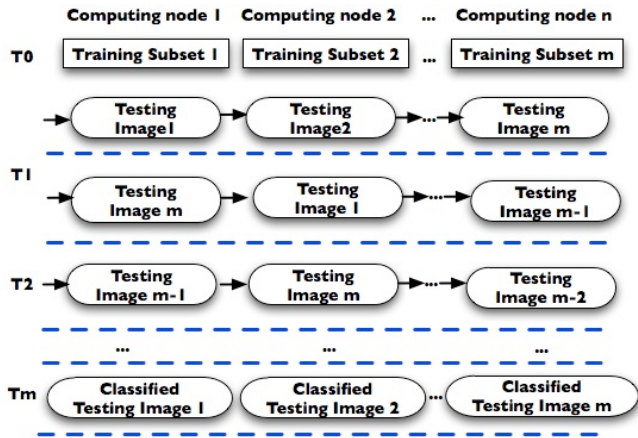 Computing node 1 Computing node 2 ... Computing node n
T0 Training Subset 1 Training Subset 2 ... Training Subset m
Testing Image1 Testing Image2 ... Testing Image m
T1 Testing Image m Testing Image 1 ... Testing Image m-1
T2 Testing Image m-1 Testing Image m ... Testing Image m-2
... ... ...
Tm Classified Testing Image 1 Classified Testing Image 2 ... Classified Testing Image m